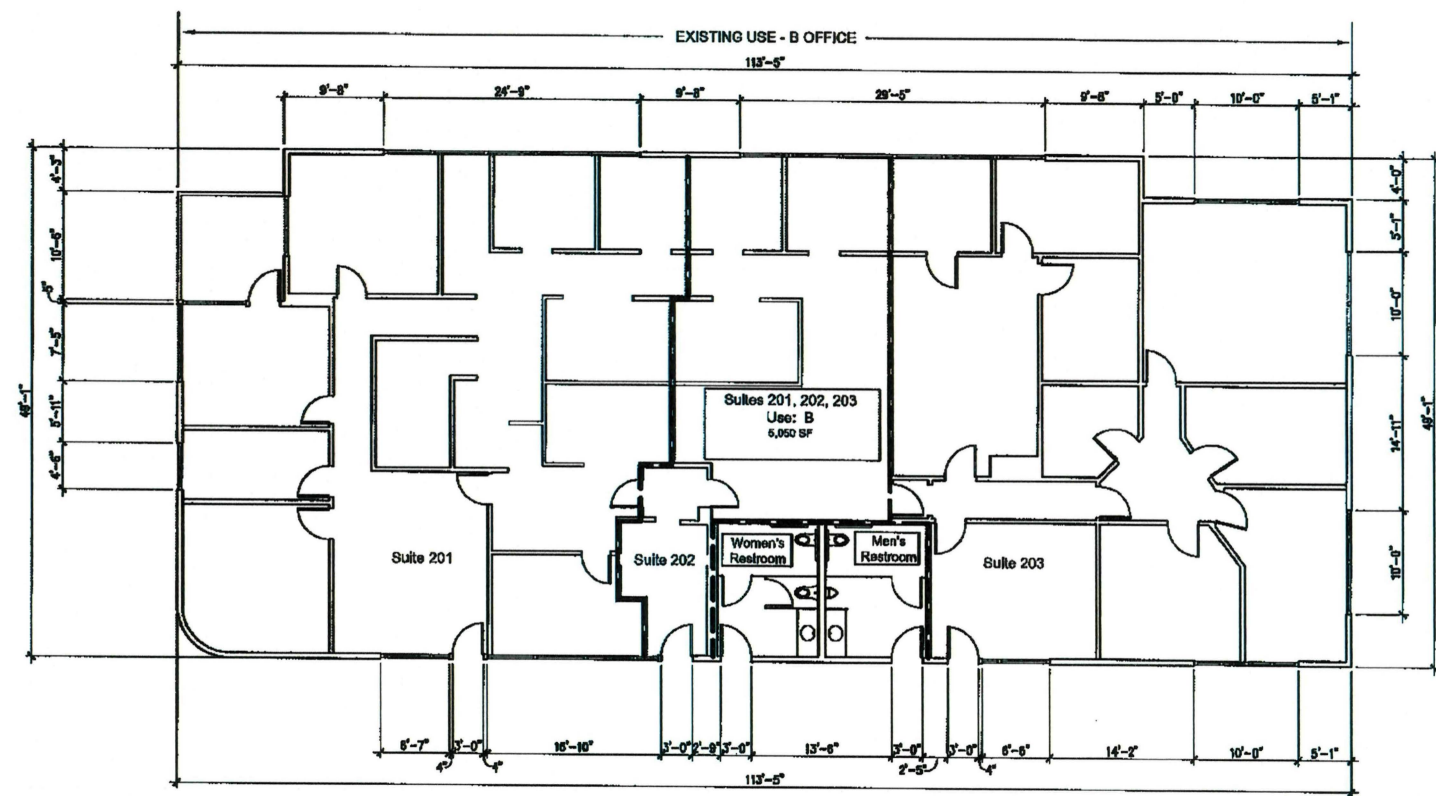 EXISTING USE - B OFFICE
113'-5"
9'-8" 24'-9" 9'-8" 29'-5" 9'-8" 5'-0" 10'-0" 5'-1"
4'-3"
4'-0"
5'-1"
10'-6"
5"
10'-0"
7'-5"
49'-1"
5'-11"
Suites 201, 202, 203
Use: B
5,050 SF
14'-11"
49'-1"
4'-6"
Women's
Restroom
Men's
Restroom
Suite 201
Suite 202
Suite 203
10'-0"
6'-7" 3'-0" 16'-10" 3'-0" 2'-9" 3'-0" 13'-6" 3'-0" 3'-0" 6'-6" 14'-2" 10'-0" 5'-1"
4" 4" 2'-5" 4"
113'-5"